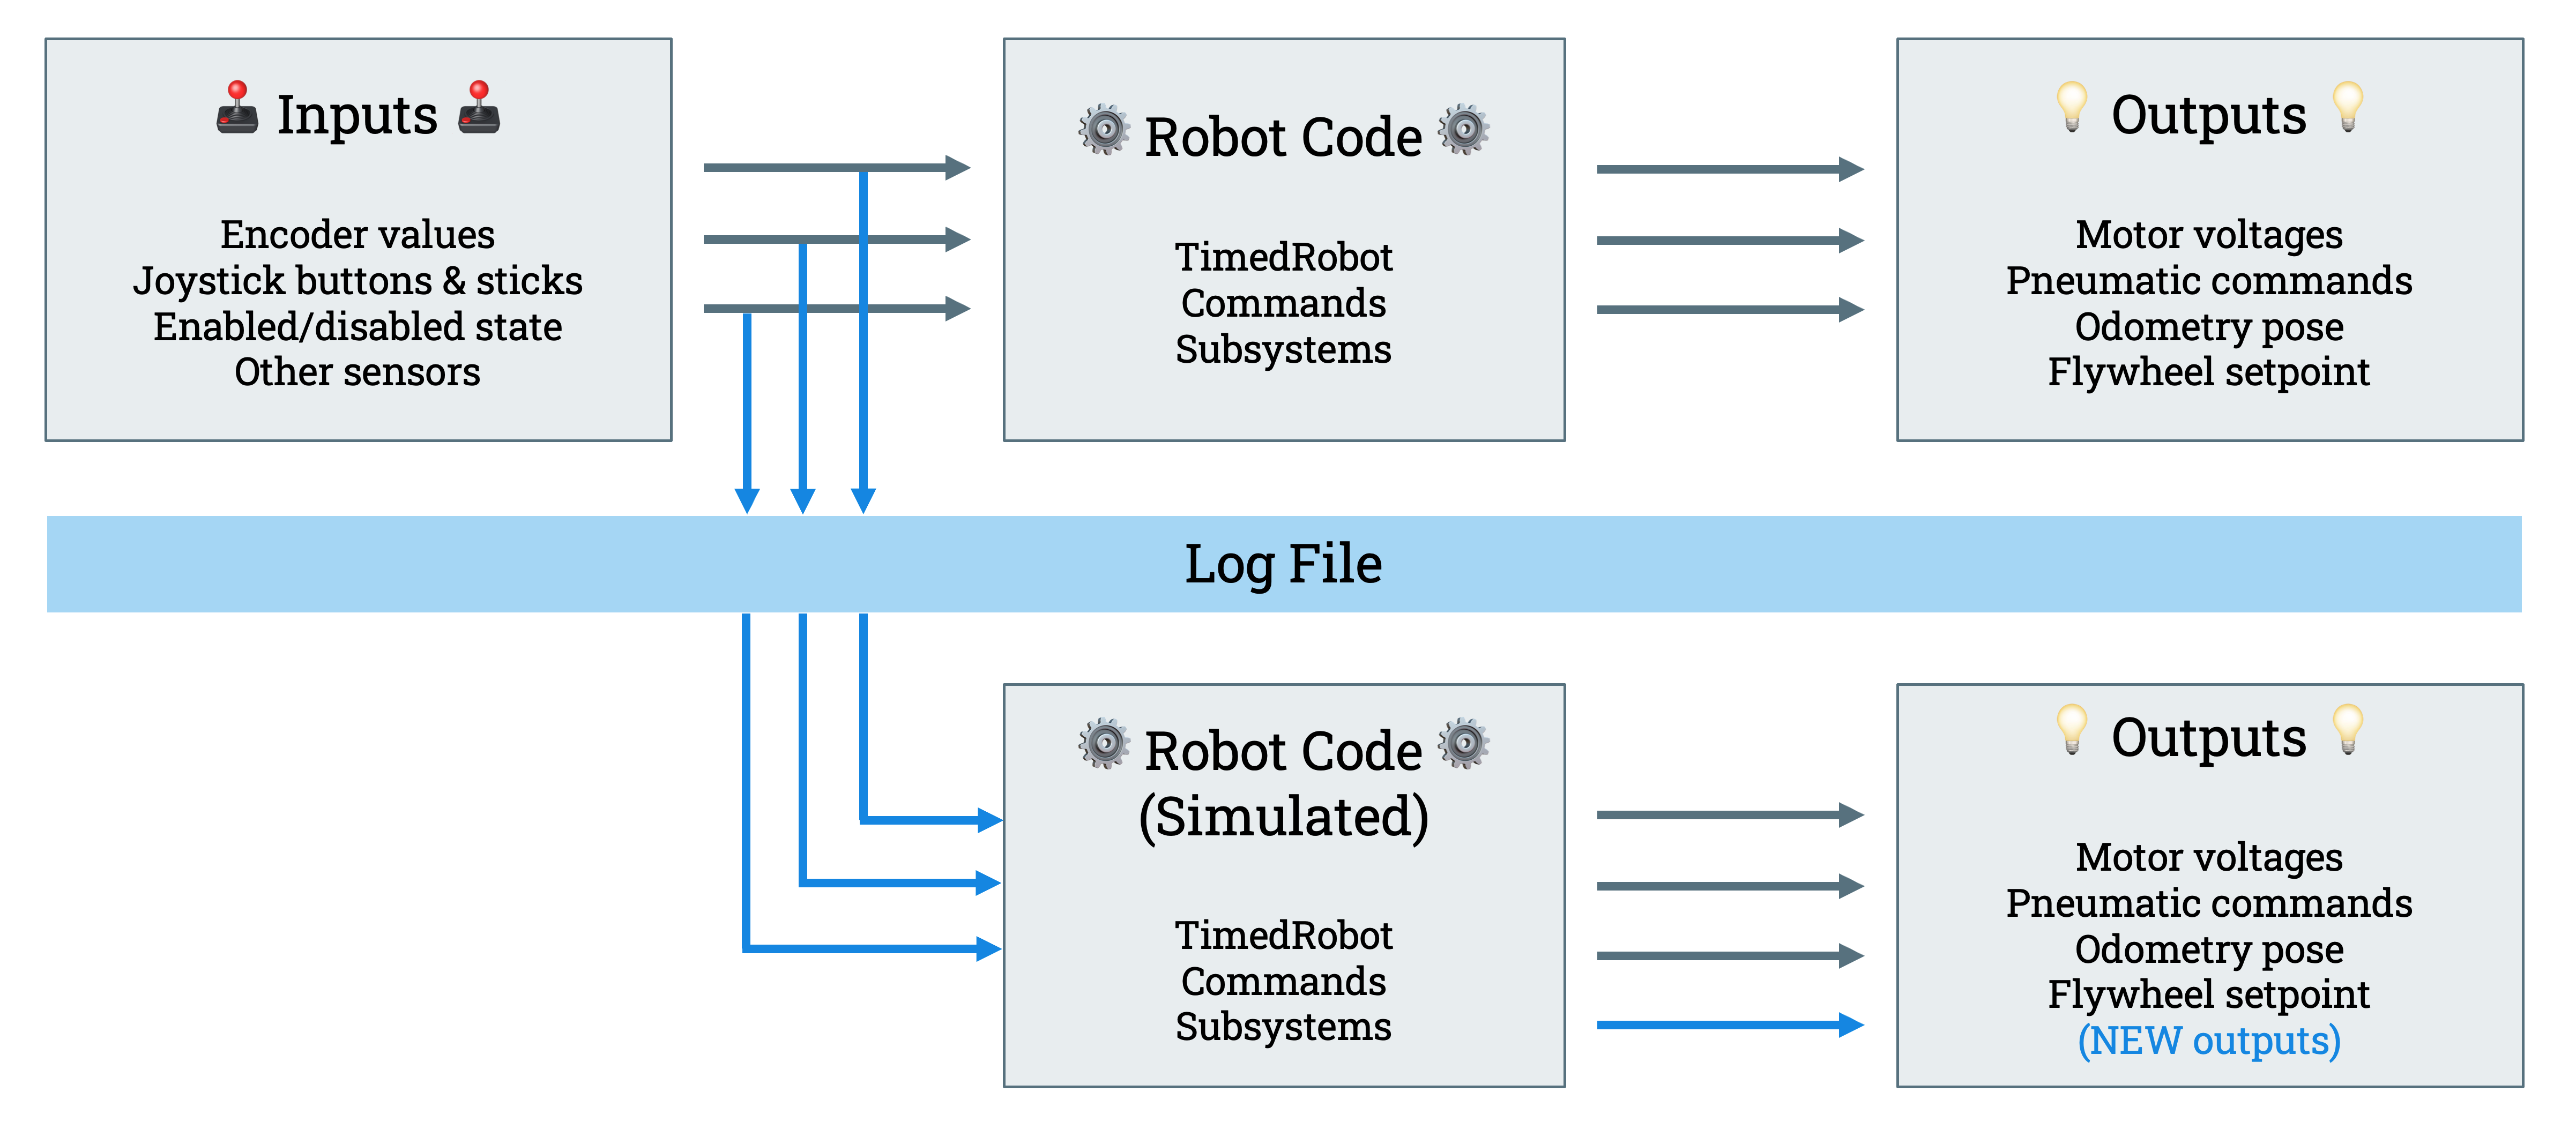 Inputs
Encoder values
Joystick buttons & sticks
Enabled/disabled state
Other sensors
Robot Code
TimedRobot
Commands
Subsystems
Outputs
Motor voltages
Pneumatic commands
Odometry pose
Flywheel setpoint
Log File
Robot Code
(Simulated)
TimedRobot
Commands
Subsystems
Outputs
Motor voltages
Pneumatic commands
Odometry pose
Flywheel setpoint
(NEW outputs)